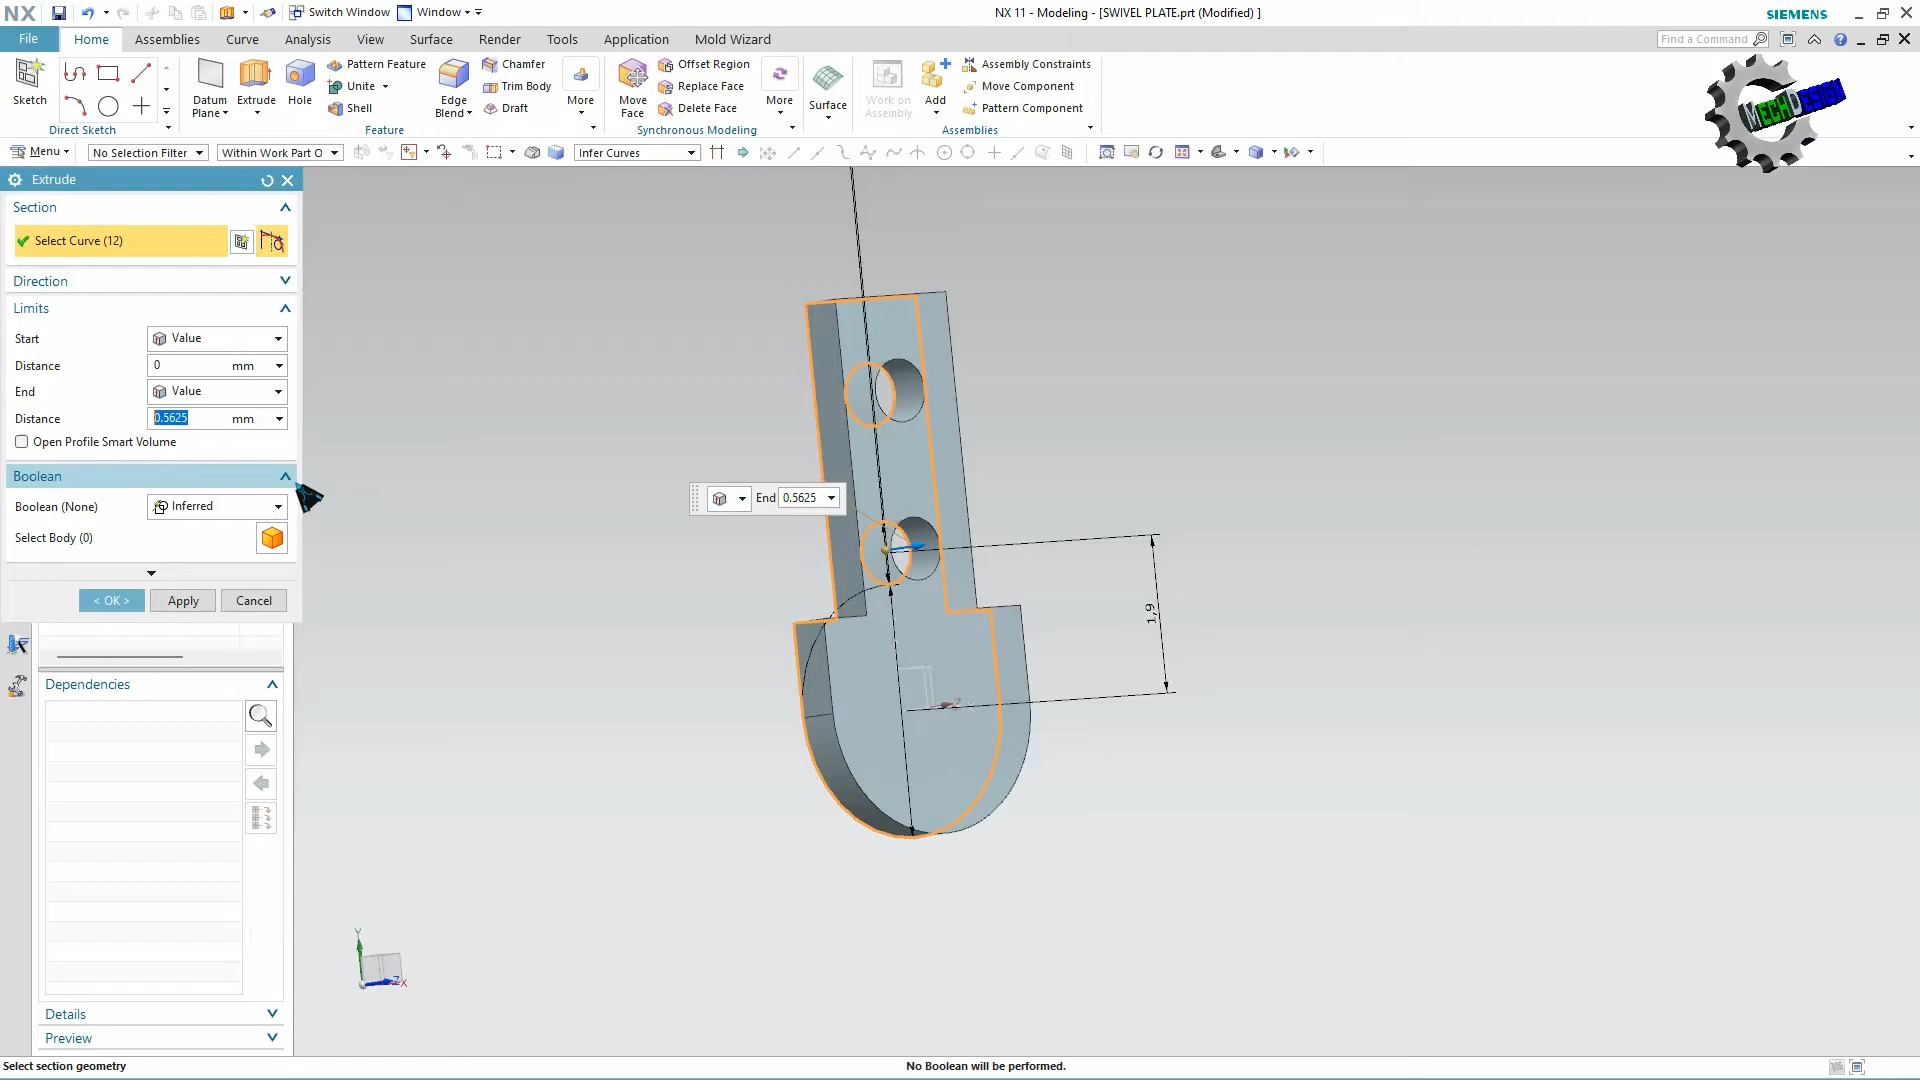 NX
Switch Window
Window
NX 11 - Modeling - [SWIVEL PLATE.prt (Modified) ]
SIEMENS
File
Home
Assemblies
Curve
Analysis
View
Surface
Render
Tools
Application
Mold Wizard
Find a Command
Sketch
Datum Plane
Extrude
Hole
Pattern Feature
Unite
Shell
Edge Blend
Chamfer
Trim Body
Draft
More
Move Face
Offset Region
Replace Face
Delete Face
More
Surface
Work on Assembly
Add
Assembly Constraints
Move Component
Pattern Component
MECHDESIGN
Direct Sketch
Feature
Synchronous Modeling
Assemblies
Menu
No Selection Filter
Within Work Part O
Infer Curves
Extrude
Section
Select Curve (12)
Direction
Limits
Start
Value
Distance
0
mm
End
Value
Distance
0.5625
mm
Open Profile Smart Volume
Boolean
Boolean (None)
Inferred
Select Body (0)
< OK >
Apply
Cancel
End
0.5625
1,9
Dependencies
Details
Preview
Y
Z
X
Z
Select section geometry
No Boolean will be performed.